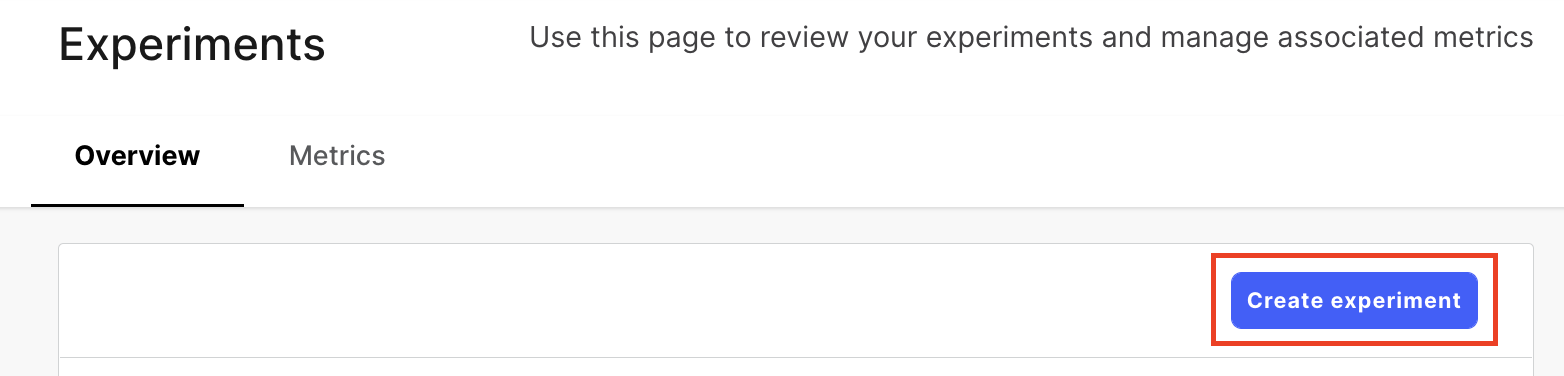 Experiments
Use this page to review your experiments and manage associated metrics
Overview
Metrics
Create experiment